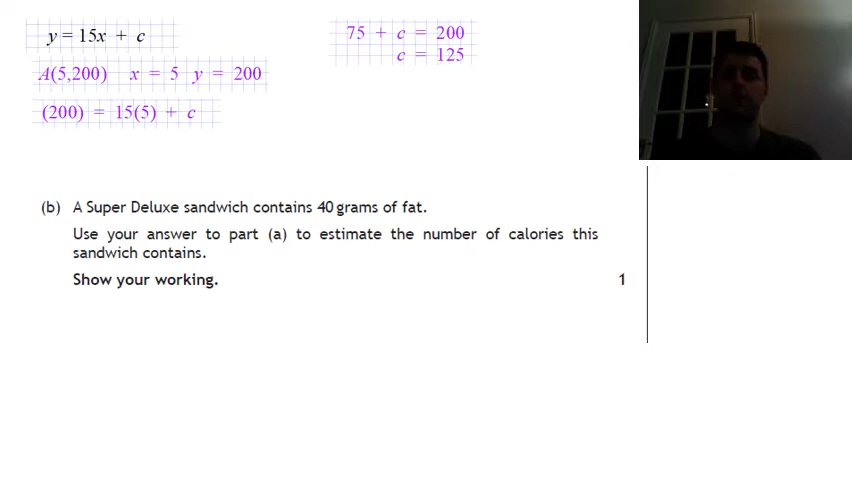 y = 15x + c
A(5,200) x = 5 y = 200
(200) = 15(5) + c
75 + c = 200
c = 125
(b) A Super Deluxe sandwich contains 40 grams of fat.
Use your answer to part (a) to estimate the number of calories this
sandwich contains.
Show your working. 1